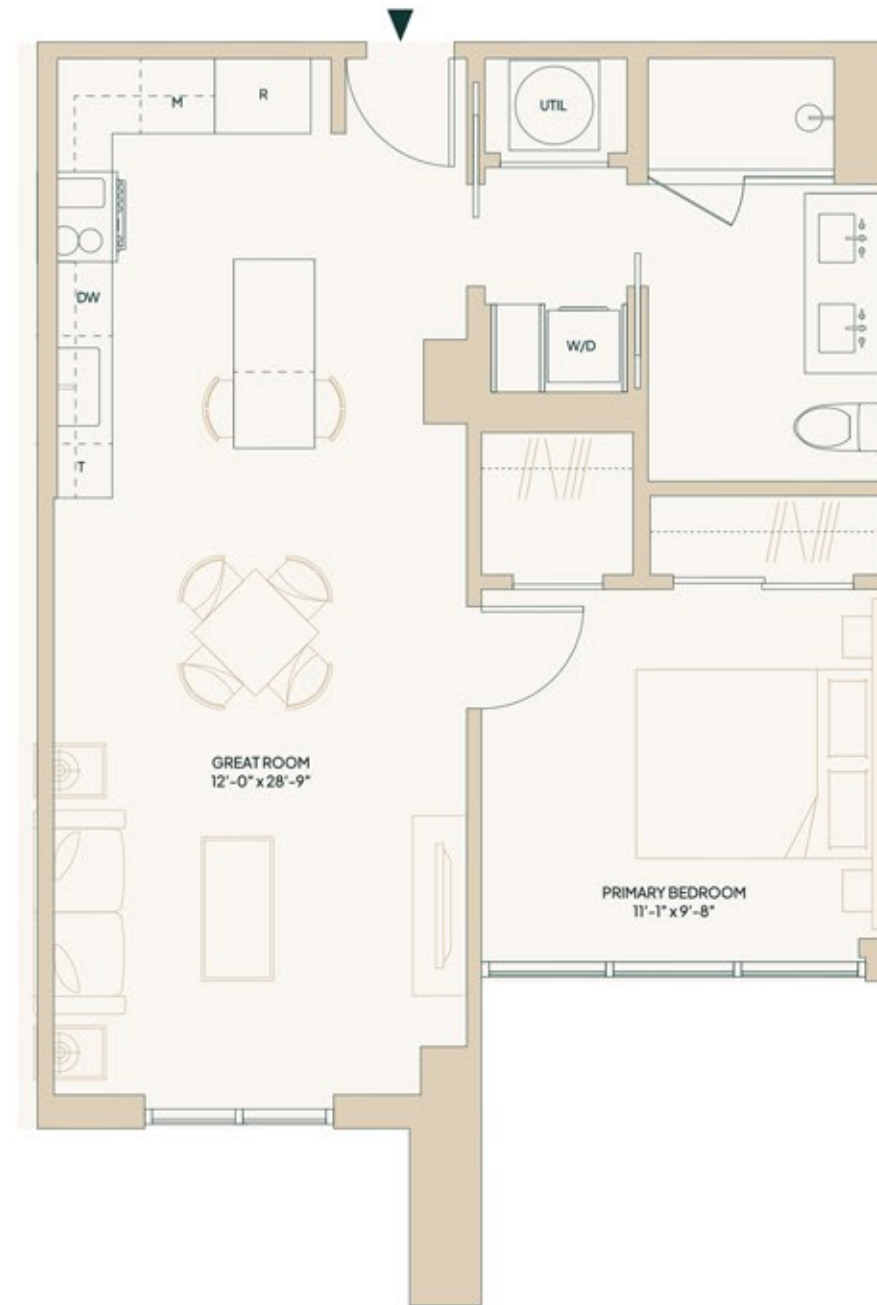 M
R
UTIL
DW
W/D
T
GREAT ROOM
12'-0" x 28'-9"
PRIMARY BEDROOM
11'-1" x 9'-8"